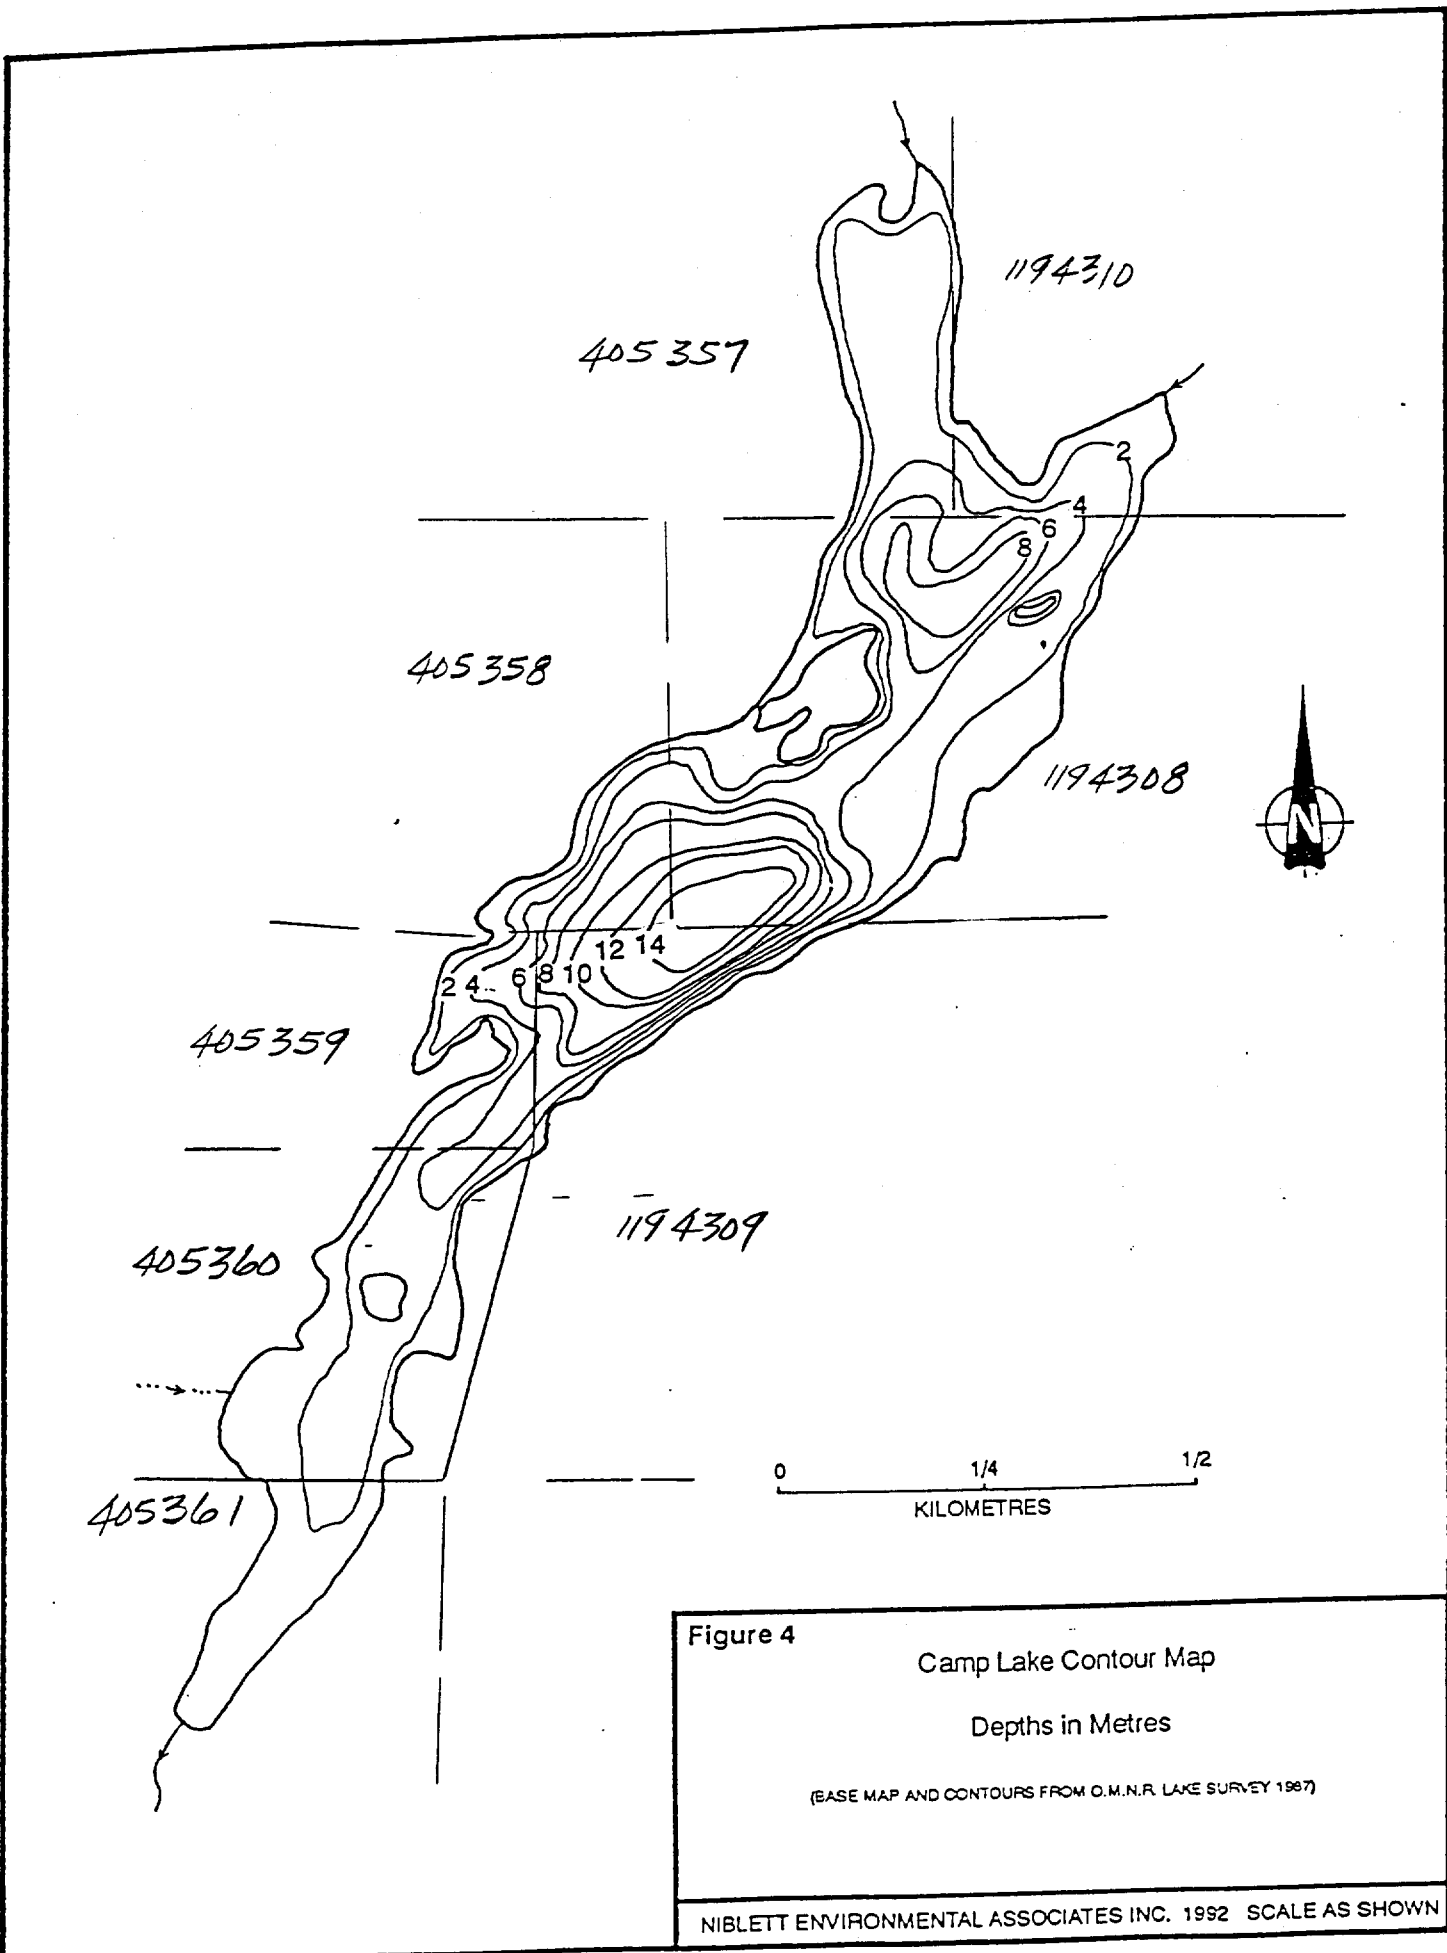 1194310
405357
2
4
6
8
405358
1194308
N
12 14
2 4 6 8 10
405359
1194309
405360
0 1/4 1/2
KILOMETRES
405361
Figure 4
Camp Lake Contour Map
Depths in Metres
(BASE MAP AND CONTOURS FROM O.M.N.R. LAKE SURVEY 1987)
NIBLETT ENVIRONMENTAL ASSOCIATES INC. 1992 SCALE AS SHOWN